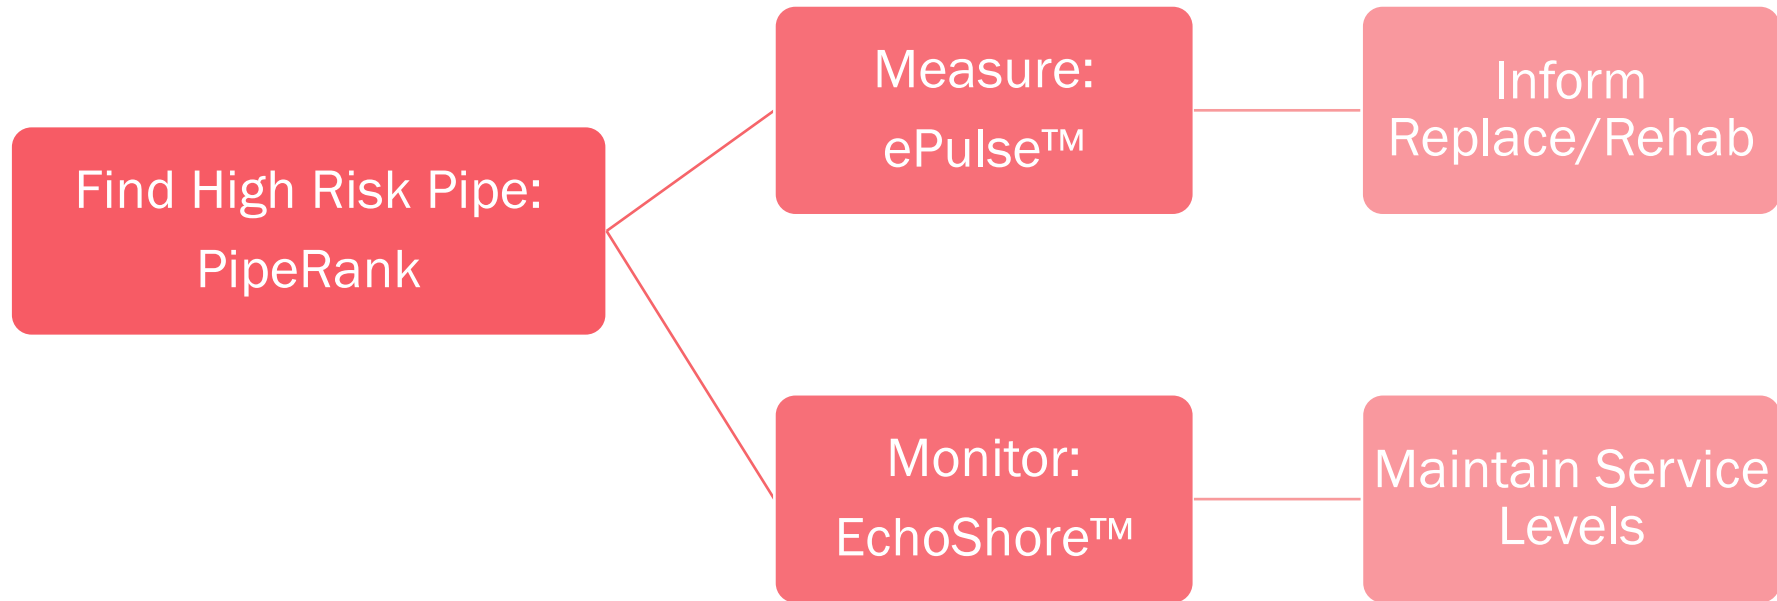 Find High Risk Pipe:
PipeRank
Measure:
ePulse™
Inform
Replace/Rehab
Monitor:
EchoShore™
Maintain Service
Levels